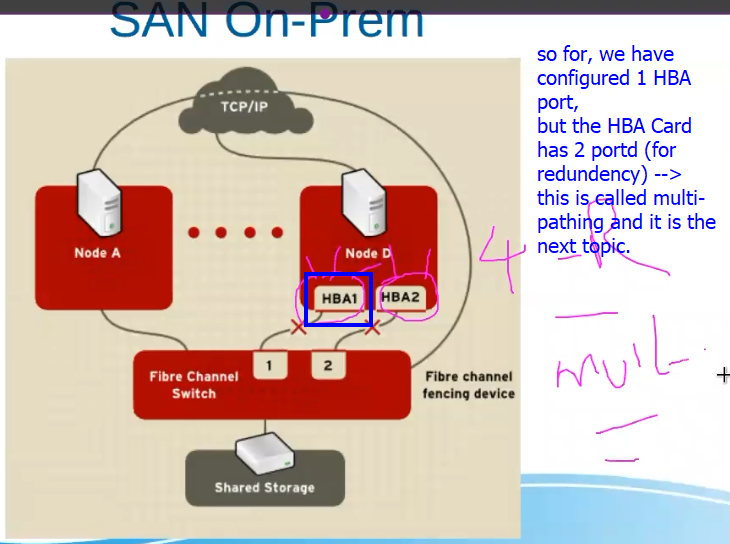 SAN On-Prem
so for, we have
configured 1 HBA
port,
but the HBA Card
has 2 portd (for
redundency) -->
this is called multi-
pathing and it is the
next topic.
TCP/IP
Node A
Node D
HBA1
HBA2
4
1
2
Fibre Channel
Switch
Fibre channel
fencing device
Shared Storage